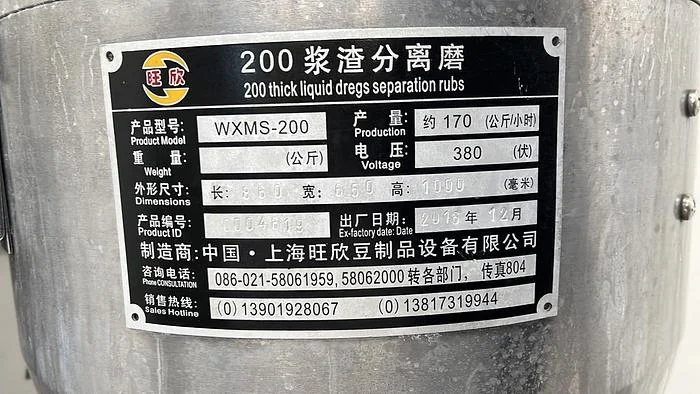 旺欣
200 浆渣分离磨
200 thick liquid dregs separation rubs
产品型号: WXMS-200 产 量: 约 170 (公斤/小时)
Product Model Production
重 量: (公斤) 电 压: 380 (伏)
Weight Voltage
外形尺寸: 长: 860 宽: 650 高: 1000 (毫米)
Dimensions
产品编号: 出厂日期: 2016 年 12 月
Product ID Ex-factory date: Date
制造商: 中国·上海旺欣豆制品设备有限公司
咨询电话: 086-021-58061959, 58062000 转各部门, 传真804
Phone CONSULTATION
销售热线: (0) 13901928067 (0) 13817319944
Sales Hotline